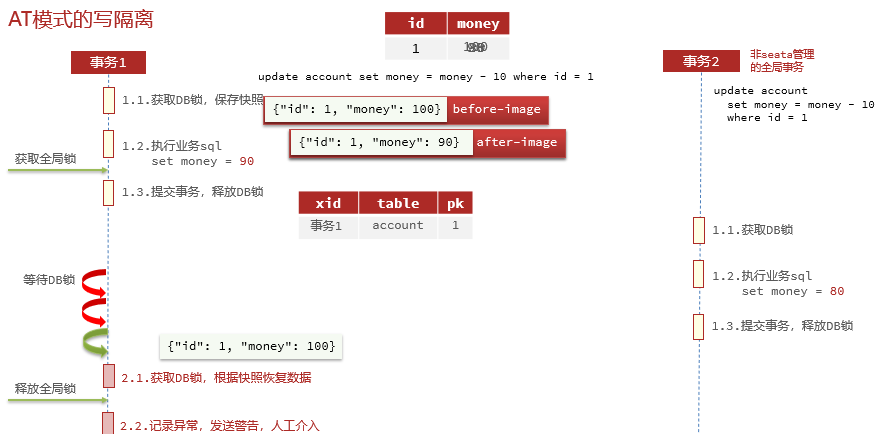 AT模式的写隔离
id money
1
事务1
update account set money = money - 10 where id = 1
1.1.获取DB锁，保存快照
{"id": 1, "money": 100} before-image
{"id": 1, "money": 90} after-image
1.2.执行业务sql
set money = 90
获取全局锁
1.3.提交事务，释放DB锁
xid table pk
事务1 account 1
等待DB锁
{"id": 1, "money": 100}
2.1.获取DB锁，根据快照恢复数据
释放全局锁
2.2.记录异常，发送警告，人工介入
事务2
非seata管理
的全局事务
update account
set money = money - 10
where id = 1
1.1.获取DB锁
1.2.执行业务sql
set money = 80
1.3.提交事务，释放DB锁